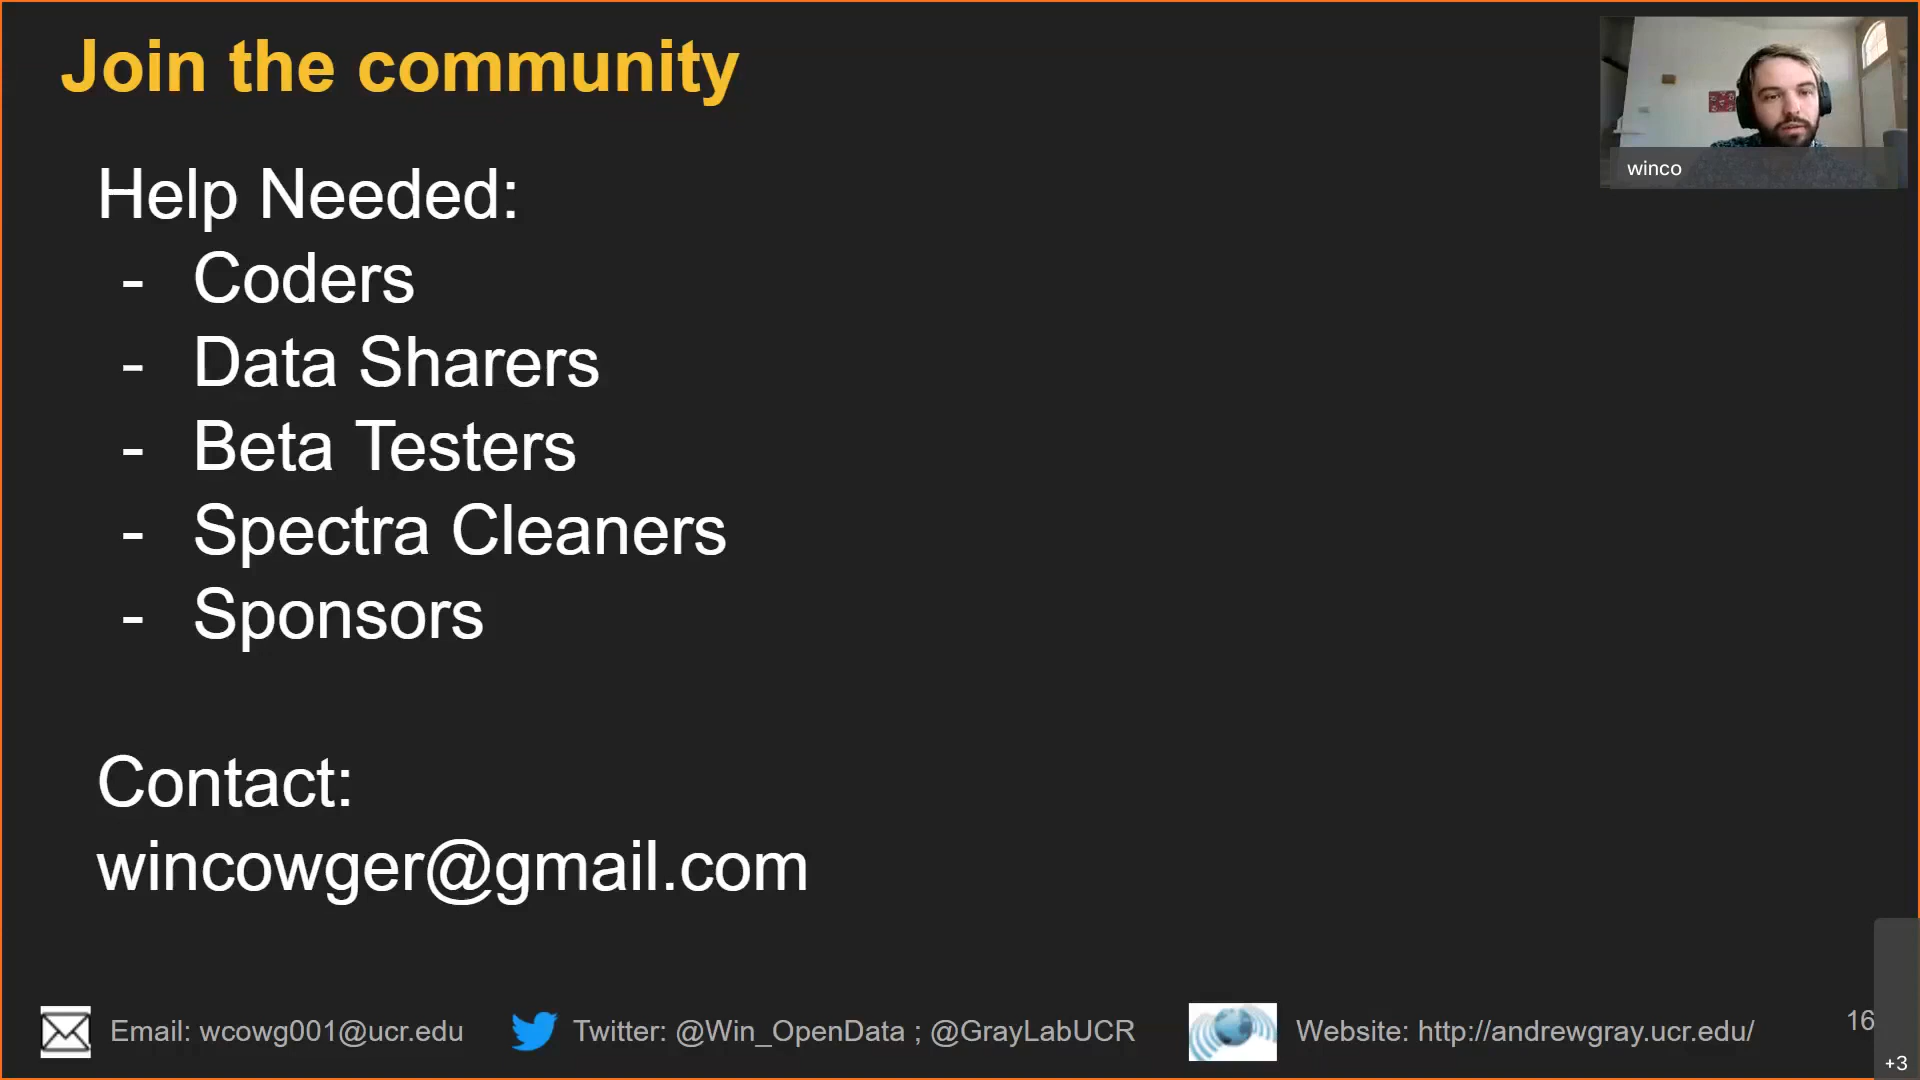 Join the community
winco
Help Needed:
- Coders
- Data Sharers
- Beta Testers
- Spectra Cleaners
- Sponsors
Contact:
wincowger@gmail.com
Email: wcowg001@ucr.edu
Twitter: @Win_OpenData ; @GrayLabUCR
Website: http://andrewgray.ucr.edu/
16
+3